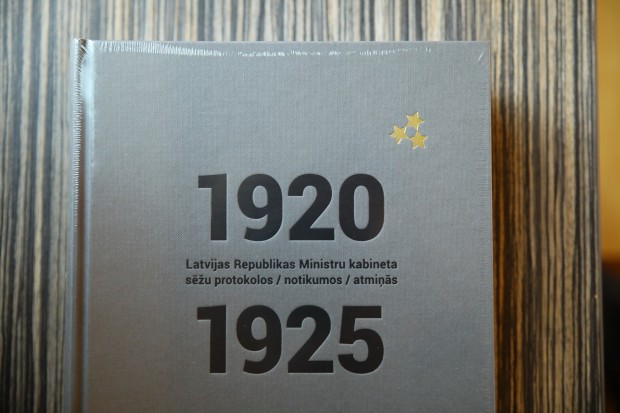 1920
Latvijas Republikas Ministru kabineta
sēžu protokolos / notikumos / atmiņās
1925